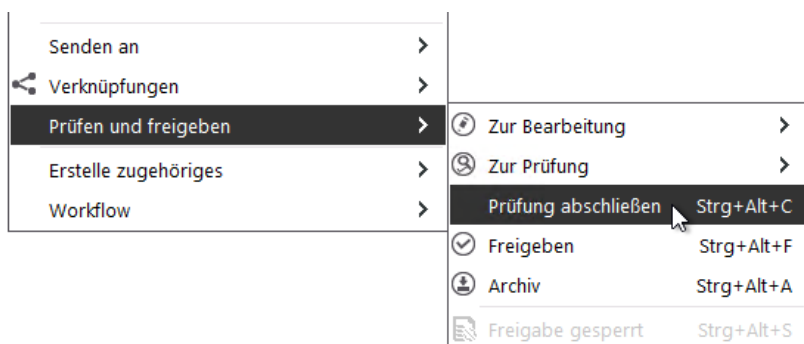 Senden an
Verknüpfungen
Prüfen und freigeben
Erstelle zugehöriges
Workflow
Zur Bearbeitung
Zur Prüfung
Prüfung abschließen Strg+Alt+C
Freigeben Strg+Alt+F
Archiv Strg+Alt+A
Freigabe gesperrt Strg+Alt+S